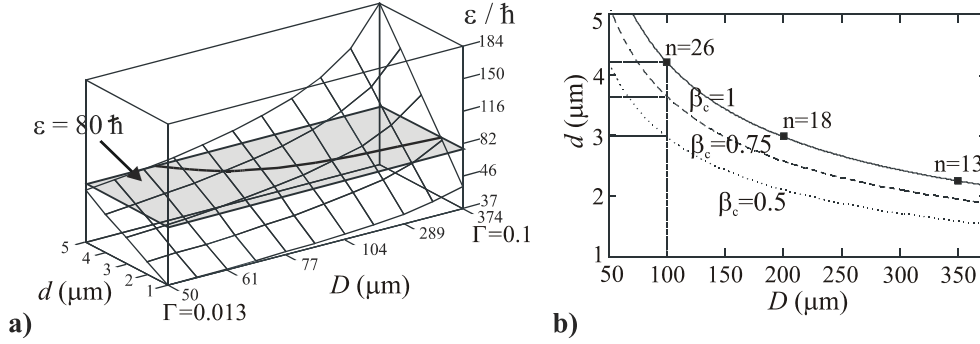 ε / ħ
184
150
116
82
46
37
ε = 80 ħ
5
4
3
2
1
50
61
77
104
289
374
d (μm)
D (μm)
Γ=0.013
Γ=0.1
a)
5
4
3
2
1
d (μm)
n=26
n=18
n=13
β_c=1
β_c=0.75
β_c=0.5
50 100 150 200 250 300 350
D (μm)
b)